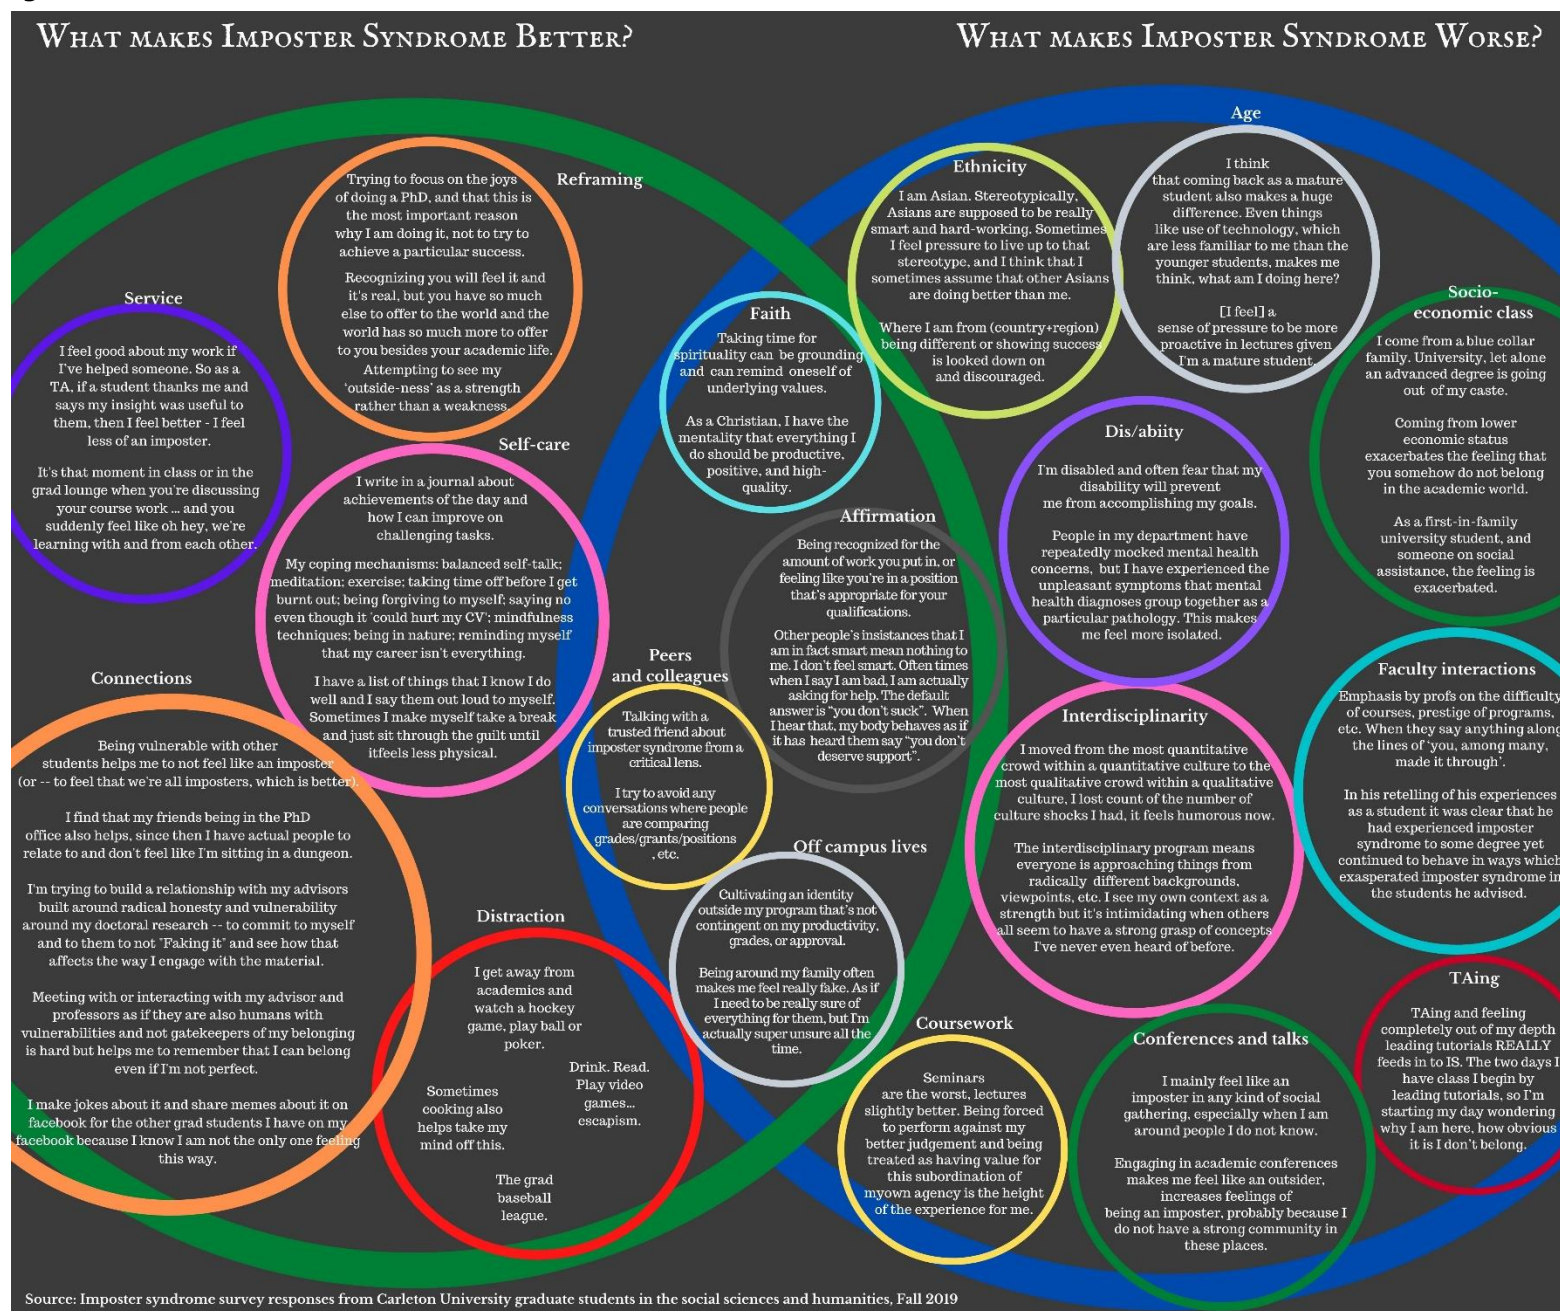 WHAT MAKES IMPOSTER SYNDROME BETTER?
WHAT MAKES IMPOSTER SYNDROME WORSE?
Reframing
Trying to focus on the joys
of doing a PhD, and that this is
the most important reason
why I am doing it, not to try to
achieve a particular success.
Recognizing you will feel it and
it's real, but you have so much
else to offer to the world and the
world has so much more to offer
to you besides your academic life.
Attempting to see my
'outside-ness' as a strength
rather than a weakness.
Service
I feel good about my work if
I've helped someone. So as a
TA, if a student thanks me and
says my insight was useful to
them, then I feel better - I feel
less of an imposter.
It's that moment in class or in the
grad lounge when you're discussing
your course work ... and you
suddenly feel like oh hey, we're
learning with and from each other.
Self-care
I write in a journal about
achievements of the day and
how I can improve on
challenging tasks.
My coping mechanisms: balanced self-talk;
meditation; exercise; taking time off before I get
burnt out; being forgiving to myself; saying no
even though it 'could hurt my CV'; mindfulness
techniques; being in nature; reminding myself
that my career isn't everything.
I have a list of things that I know I do
well and I say them out loud to myself.
Sometimes I make myself take a break
and just sit through the guilt until
itfeels less physical.
Connections
Being vulnerable with other
students helps me to not feel like an imposter
(or -- to feel that we're all imposters, which is better).
I find that my friends being in the PhD
office also helps, since then I have actual people to
relate to and don't feel like I'm sitting in a dungeon.
I'm trying to build a relationship with my advisors
built around radical honesty and vulnerability
around my doctoral research -- to commit to myself
and to them to not "Faking it" and see how that
affects the way I engage with the material.
Meeting with or interacting with my advisor and
professors as if they are also humans with
vulnerabilities and not gatekeepers of my belonging
is hard but helps me to remember that I can belong
even if I'm not perfect.
I make jokes about it and share memes about it on
facebook for the other grad students I have on my
facebook because I know I am not the only one feeling
this way.
Distraction
I get away from
academics and
watch a hockey
game, play ball or
poker.
Drink. Read.
Play video
games...
escapism.
Sometimes
cooking also
helps take my
mind off this.
The grad
baseball
league.
Faith
Taking time for
spirituality can be grounding
and can remind oneself of
underlying values.
As a Christian, I have the
mentality that everything I
do should be productive,
positive, and high-
quality.
Affirmation
Being recognized for the
amount of work you put in, or
feeling like you're in a position
that's appropriate for your
qualifications.
Other people's insistances that I
am in fact smart mean nothing to
me. I don't feel smart. Often times
when I say I am bad, I am actually
asking for help. The default
answer is "you don't suck". When
I hear that, my body behaves as if
it has heard them say "you don't
deserve support".
Peers
and colleagues
Talking with a
trusted friend about
imposter syndrome from a
critical lens.
I try to avoid any
conversations where people
are comparing
grades/grants/positions
, etc.
Off campus lives
Cultivating an identity
outside my program that's not
contingent on my productivity,
grades, or approval.
Being around my family often
makes me feel really fake. As if
I need to be really sure of
everything for them, but I'm
actually super unsure all the
time.
Ethnicity
I am Asian. Stereotypically,
Asians are supposed to be really
smart and hard-working. Sometimes
I feel pressure to live up to that
stereotype, and I think that I
sometimes assume that other Asians
are doing better than me.
Where I am from (country+region)
being different or showing success
is looked down on
and discouraged.
Age
I think
that coming back as a mature
student also makes a huge
difference. Even things
like use of technology, which
are less familiar to me than the
younger students, makes me
think, what am I doing here?
[I feel] a
sense of pressure to be more
proactive in lectures given
I'm a mature student.
Socio-
economic class
I come from a blue collar
family. University, let alone
an advanced degree is going
out of my caste.
Coming from lower
economic status
exacerbates the feeling that
you somehow do not belong
in the academic world.
As a first-in-family
university student, and
someone on social
assistance, the feeling is
exacerbated.
Dis/abiity
I'm disabled and often fear that my
disability will prevent
me from accomplishing my goals.
People in my department have
repeatedly mocked mental health
concerns, but I have experienced the
unpleasant symptoms that mental
health diagnoses group together as a
particular pathology. This makes
me feel more isolated.
Faculty interactions
Emphasis by profs on the difficulty
of courses, prestige of programs,
etc. When they say anything along
the lines of 'you, among many,
made it through'.
In his retelling of his experiences
as a student it was clear that he
had experienced imposter
syndrome to some degree yet
continued to behave in ways which
exasperated imposter syndrome in
the students he advised.
Interdisciplinarity
I moved from the most quantitative
crowd within a quantitative culture to the
most qualitative crowd within a qualitative
culture, I lost count of the number of
culture shocks I had, it feels humorous now.
The interdisciplinary program means
everyone is approaching things from
radically different backgrounds,
viewpoints, etc. I see my own context as a
strength but it's intimidating when others
all seem to have a strong grasp of concepts
I've never even heard of before.
TAing
TAing and feeling
completely out of my depth
leading tutorials REALLY
feeds in to IS. The two days I
have class I begin by
leading tutorials, so I'm
starting my day wondering
why I am here, how obvious
it is I don't belong.
Coursework
Seminars
are the worst, lectures
slightly better. Being forced
to perform against my
better judgement and being
treated as having value for
this subordination of
myown agency is the height
of the experience for me.
Conferences and talks
I mainly feel like an
imposter in any kind of social
gathering, especially when I am
around people I do not know.
Engaging in academic conferences
makes me feel like an outsider,
increases feelings of
being an imposter, probably because I
do not have a strong community in
these places.
Source: Imposter syndrome survey responses from Carleton University graduate students in the social sciences and humanities, Fall 2019